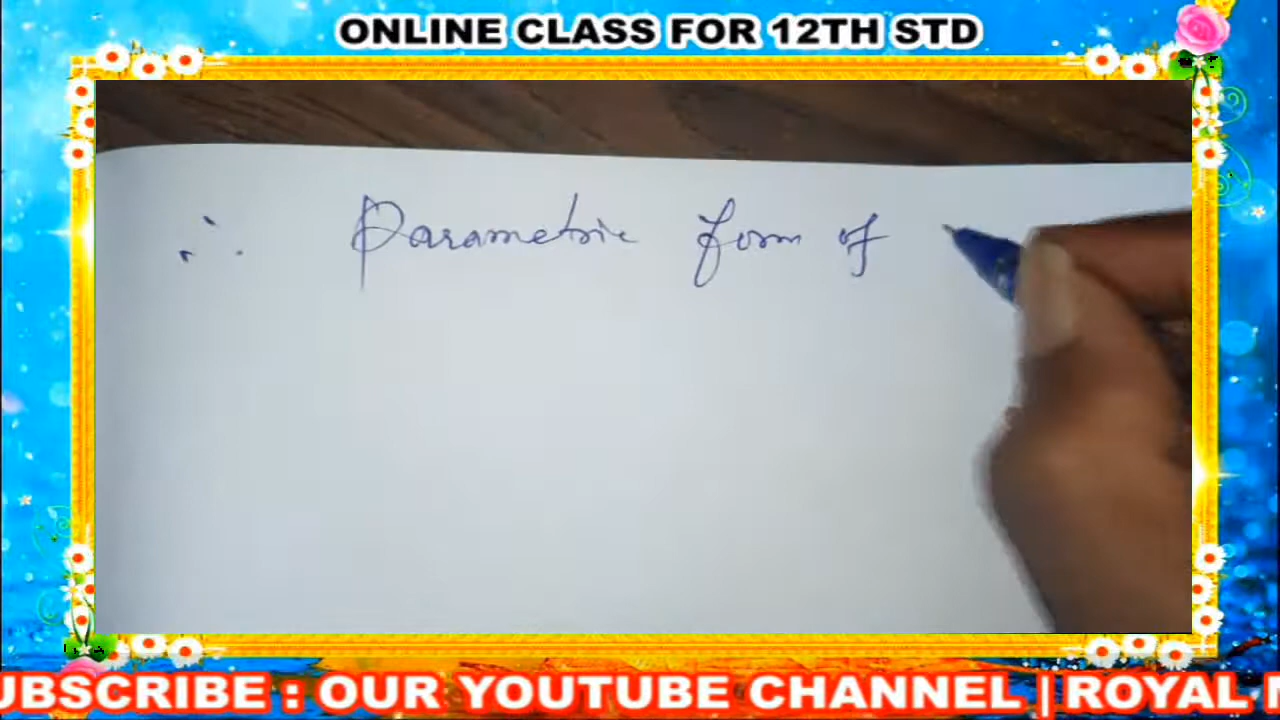 ONLINE CLASS FOR 12TH STD
∴ Parametric form of
UBSCRIBE : OUR YOUTUBE CHANNEL | ROYAL